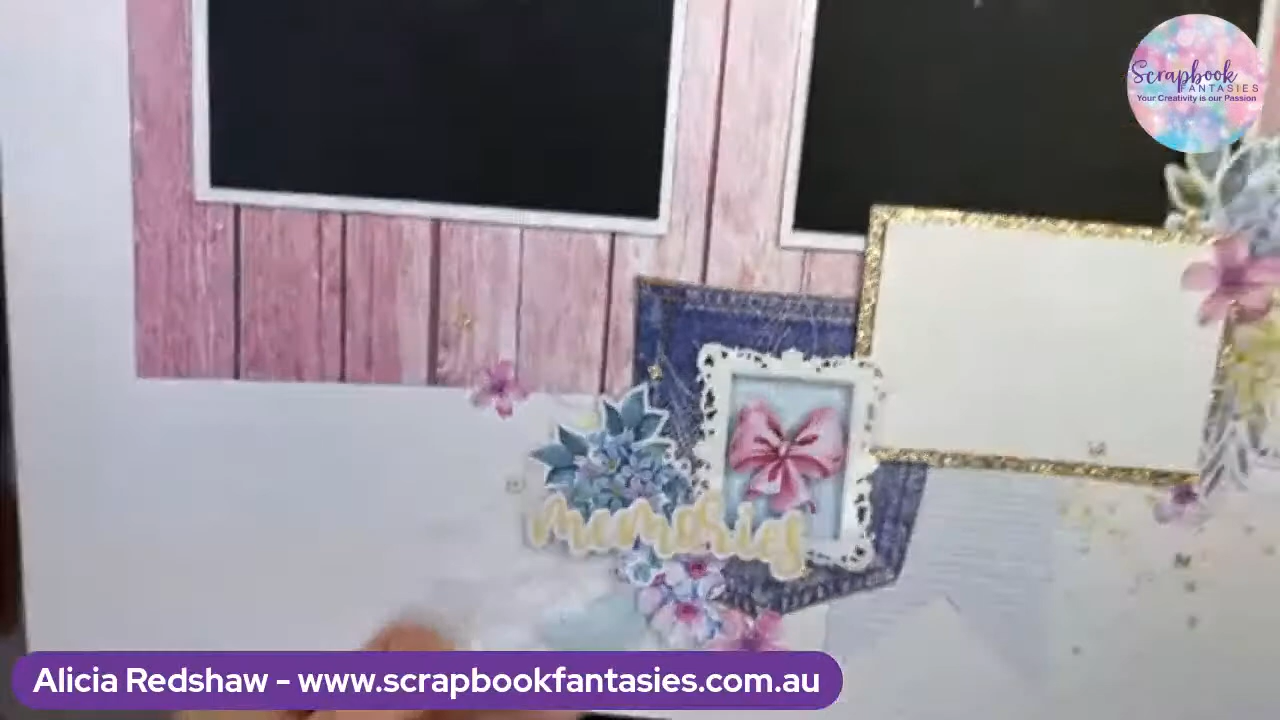 Scrapbook
FANTASIES
Your Creativity is our Passion
memories
Alicia Redshaw - www.scrapbookfantasies.com.au